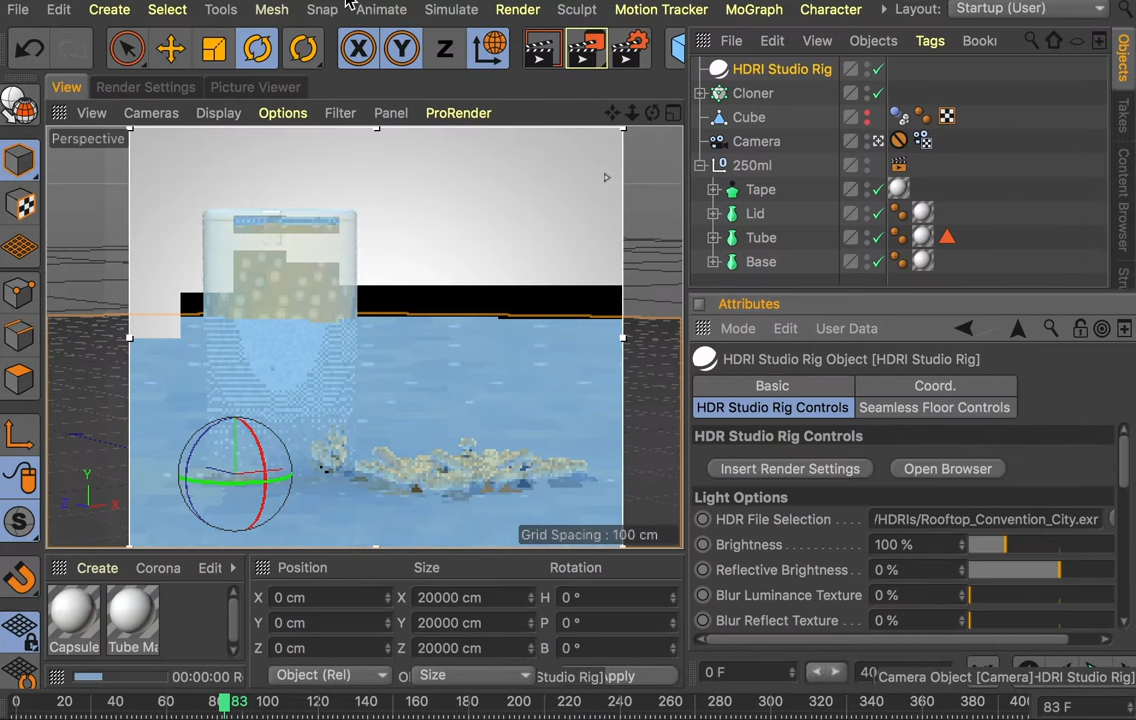 File Edit Create Select Tools Mesh Snap Animate Simulate Render Sculpt Motion Tracker MoGraph Character Layout: Startup (User)
X Y Z
File Edit View Objects Tags Booki
View Render Settings Picture Viewer
View Cameras Display Options Filter Panel ProRender
Perspective
Grid Spacing : 100 cm
Y
Z X
HDRI Studio Rig
Cloner
Cube
Camera
250ml
Tape
Lid
Tube
Base
Objects
Takes
Content Browser
Str
Attributes
Mode Edit User Data
HDRI Studio Rig Object [HDRI Studio Rig]
Basic Coord.
HDR Studio Rig Controls Seamless Floor Controls
HDR Studio Rig Controls
Insert Render Settings Open Browser
Light Options
HDR File Selection . . . . /HDRIs/Rooftop_Convention_City.exr
Brightness . . . . . . . . . . . 100 %
Reflective Brightness . . . 0 %
Blur Luminance Texture 0 %
Blur Reflect Texture . . . . 0 %
Create Corona Edit
Capsule Tube Ma
00:00:00 R
Position Size Rotation
X 0 cm X 20000 cm H 0 °
Y 0 cm Y 20000 cm P 0 °
Z 0 cm Z 20000 cm B 0 °
Object (Rel) Size Studio Rig] pply
0 F 40 Camera Object [Camera] HDRI Studio Rig]
0 20 40 60 80 83 100 120 140 160 180 200 220 240 260 280 300 320 340 360 380 40 83 F